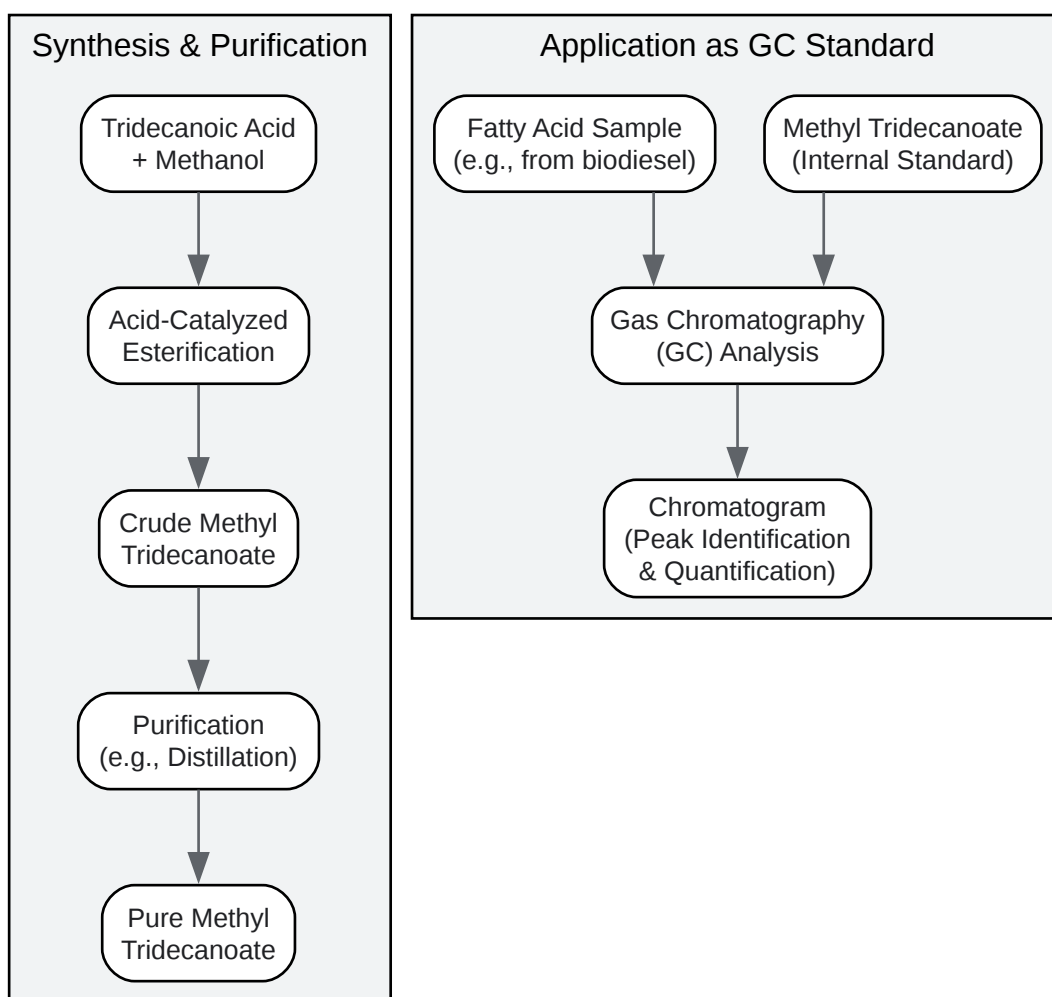 Synthesis & Purification
Tridecanoic Acid
+ Methanol
Acid-Catalyzed
Esterification
Crude Methyl
Tridecanoate
Purification
(e.g., Distillation)
Pure Methyl
Tridecanoate
Application as GC Standard
Fatty Acid Sample
(e.g., from biodiesel)
Methyl Tridecanoate
(Internal Standard)
Gas Chromatography
(GC) Analysis
Chromatogram
(Peak Identification
& Quantification)